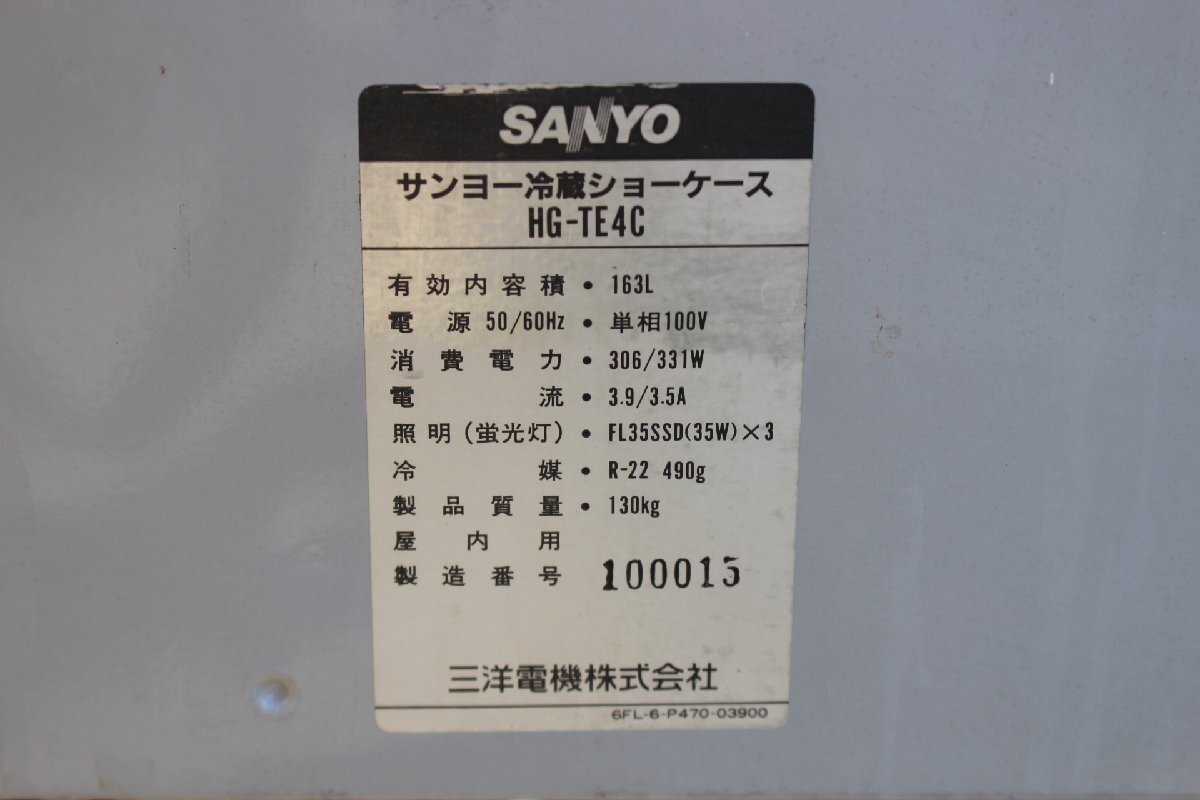 SANYO
サンヨー冷蔵ショーケース
HG-TE4C
有効内容積・163L
電源 50/60Hz・単相100V
消費電力・306/331W
電流・3.9/3.5A
照明(蛍光灯)・FL35SSD(35W)×3
冷媒・R-22 490g
製品質量・130kg
屋内用
製造番号 100015
三洋電機株式会社
6FL-6-P470-03900